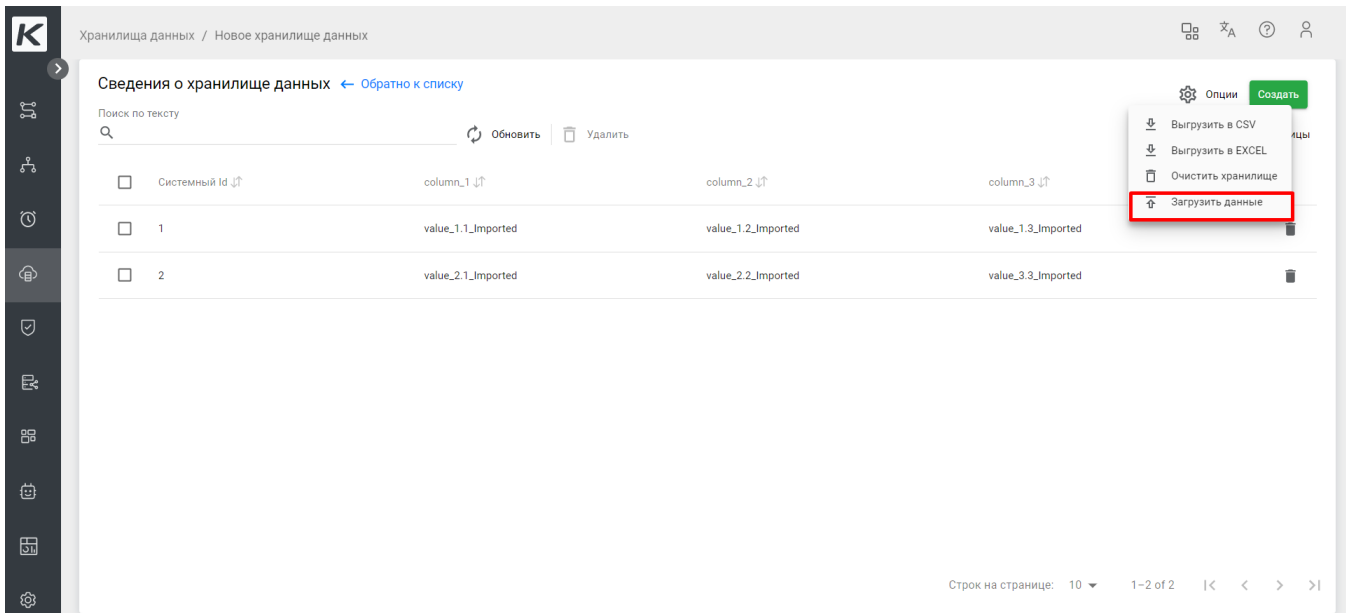 K
Хранилища данных / Новое хранилище данных
Сведения о хранилище данных ← Обратно к списку
Опции Создать
Поиск по тексту
Обновить Удалить
Выгрузить в CSV
Выгрузить в EXCEL
Очистить хранилище
Загрузить данные
Системный Id column_1 column_2 column_3
1 value_1.1_Imported value_1.2_Imported value_1.3_Imported
2 value_2.1_Imported value_2.2_Imported value_3.3_Imported
Строк на странице: 10 1–2 of 2